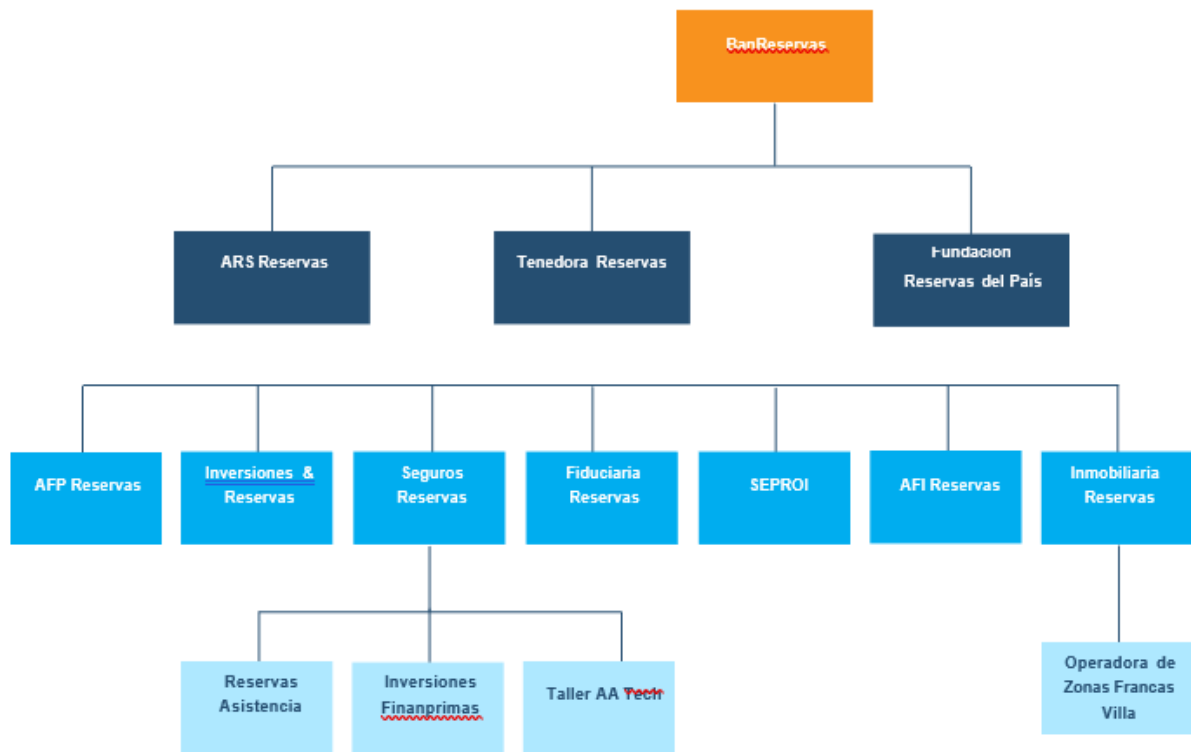 BanReservas
ARS Reservas
Tenedora Reservas
Fundación
Reservas del País
AFP Reservas
Inversiones &
Reservas
Seguros
Reservas
Fiduciaria
Reservas
SEPROI
AFI Reservas
Inmobiliaria
Reservas
Reservas
Asistencia
Inversiones
Finanprimas
Taller AA Tech
Operadora de
Zonas Francas
Villa